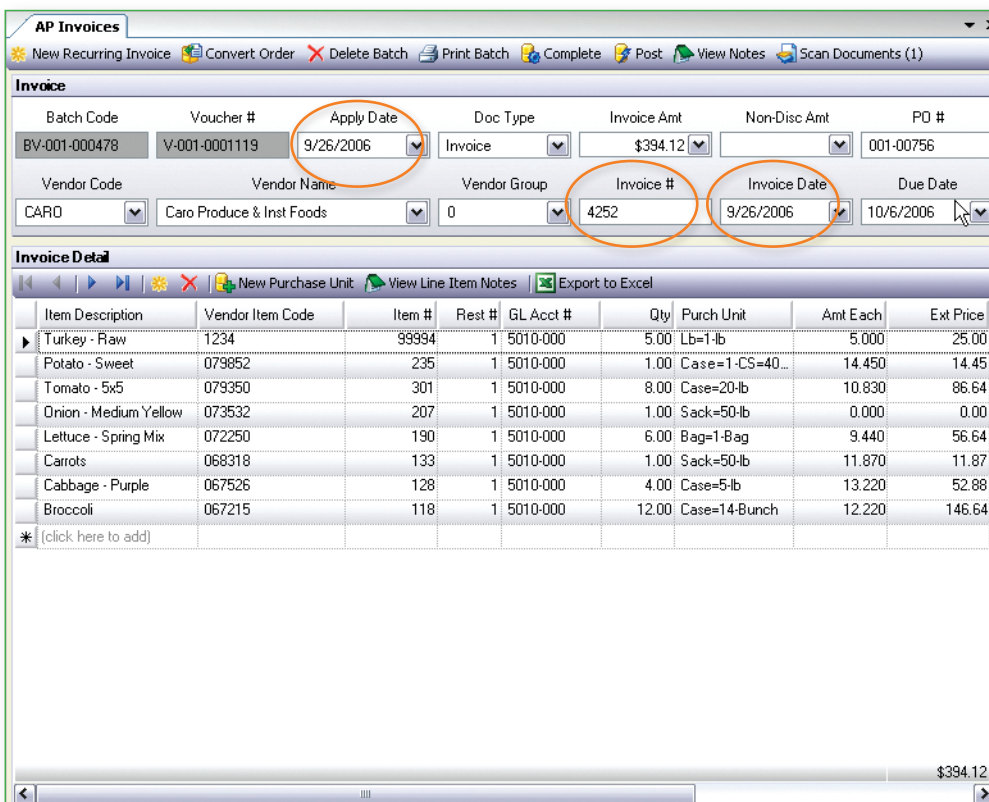 AP Invoices
New Recurring Invoice Convert Order Delete Batch Print Batch Complete Post View Notes Scan Documents (1)
Invoice
Batch Code Voucher # Apply Date Doc Type Invoice Amt Non-Disc Amt PO #
BV-001-000478 V-001-0001119 9/26/2006 Invoice $394.12 001-00756
Vendor Code Vendor Name Vendor Group Invoice # Invoice Date Due Date
CARO Caro Produce & Inst Foods 0 4252 9/26/2006 10/6/2006
Invoice Detail
New Purchase Unit View Line Item Notes Export to Excel
Item Description Vendor Item Code Item # Rest # GL Acct # Qty Purch Unit Amt Each Ext Price
Turkey - Raw 1234 99994 1 5010-000 5.00 Lb=1-lb 5.000 25.00
Potato - Sweet 079852 235 1 5010-000 1.00 Case=1-CS=40... 14.450 14.45
Tomato - 5x5 079350 301 1 5010-000 8.00 Case=20-lb 10.830 86.64
Onion - Medium Yellow 073532 207 1 5010-000 1.00 Sack=50-lb 0.000 0.00
Lettuce - Spring Mix 072250 190 1 5010-000 6.00 Bag=1-Bag 9.440 56.64
Carrots 068318 133 1 5010-000 1.00 Sack=50-lb 11.870 11.87
Cabbage - Purple 067526 128 1 5010-000 4.00 Case=5-lb 13.220 52.88
Broccoli 067215 118 1 5010-000 12.00 Case=14-Bunch 12.220 146.64
(click here to add)
$394.12